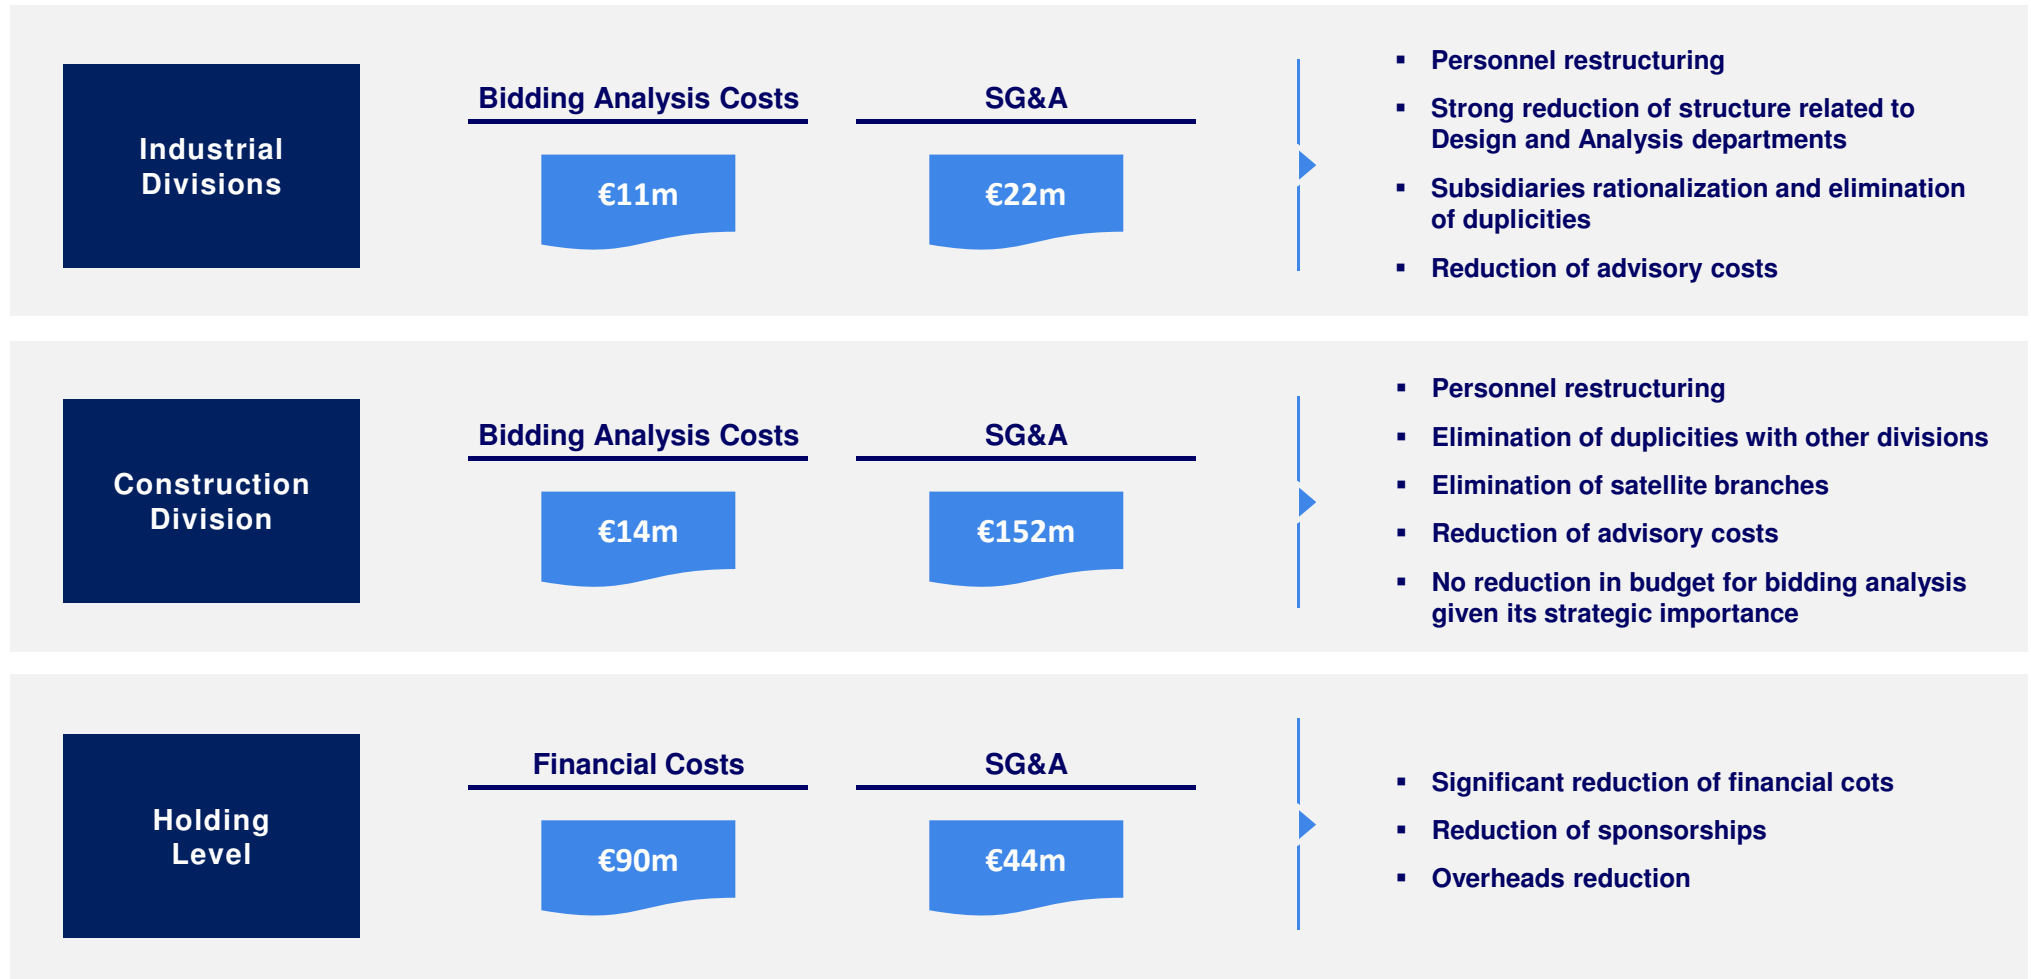 Industrial
Divisions
Bidding Analysis Costs
€11m
SG&A
€22m
▪ Personnel restructuring
▪ Strong reduction of structure related to
Design and Analysis departments
▪ Subsidiaries rationalization and elimination
of duplicities
▪ Reduction of advisory costs
Construction
Division
Bidding Analysis Costs
€14m
SG&A
€152m
▪ Personnel restructuring
▪ Elimination of duplicities with other divisions
▪ Elimination of satellite branches
▪ Reduction of advisory costs
▪ No reduction in budget for bidding analysis
given its strategic importance
Holding
Level
Financial Costs
€90m
SG&A
€44m
▪ Significant reduction of financial cots
▪ Reduction of sponsorships
▪ Overheads reduction